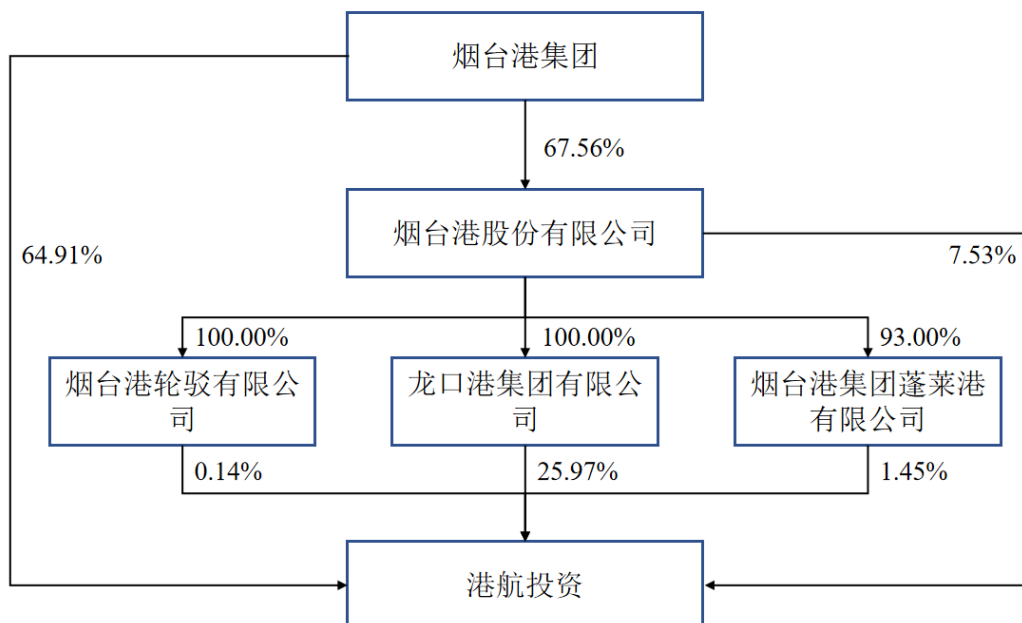 烟台港集团
67.56%
烟台港股份有限公司
64.91%
7.53%
100.00%
100.00%
93.00%
烟台港轮驳有限公
司
龙口港集团有限公
司
烟台港集团蓬莱港
有限公司
0.14%
25.97%
1.45%
港航投资